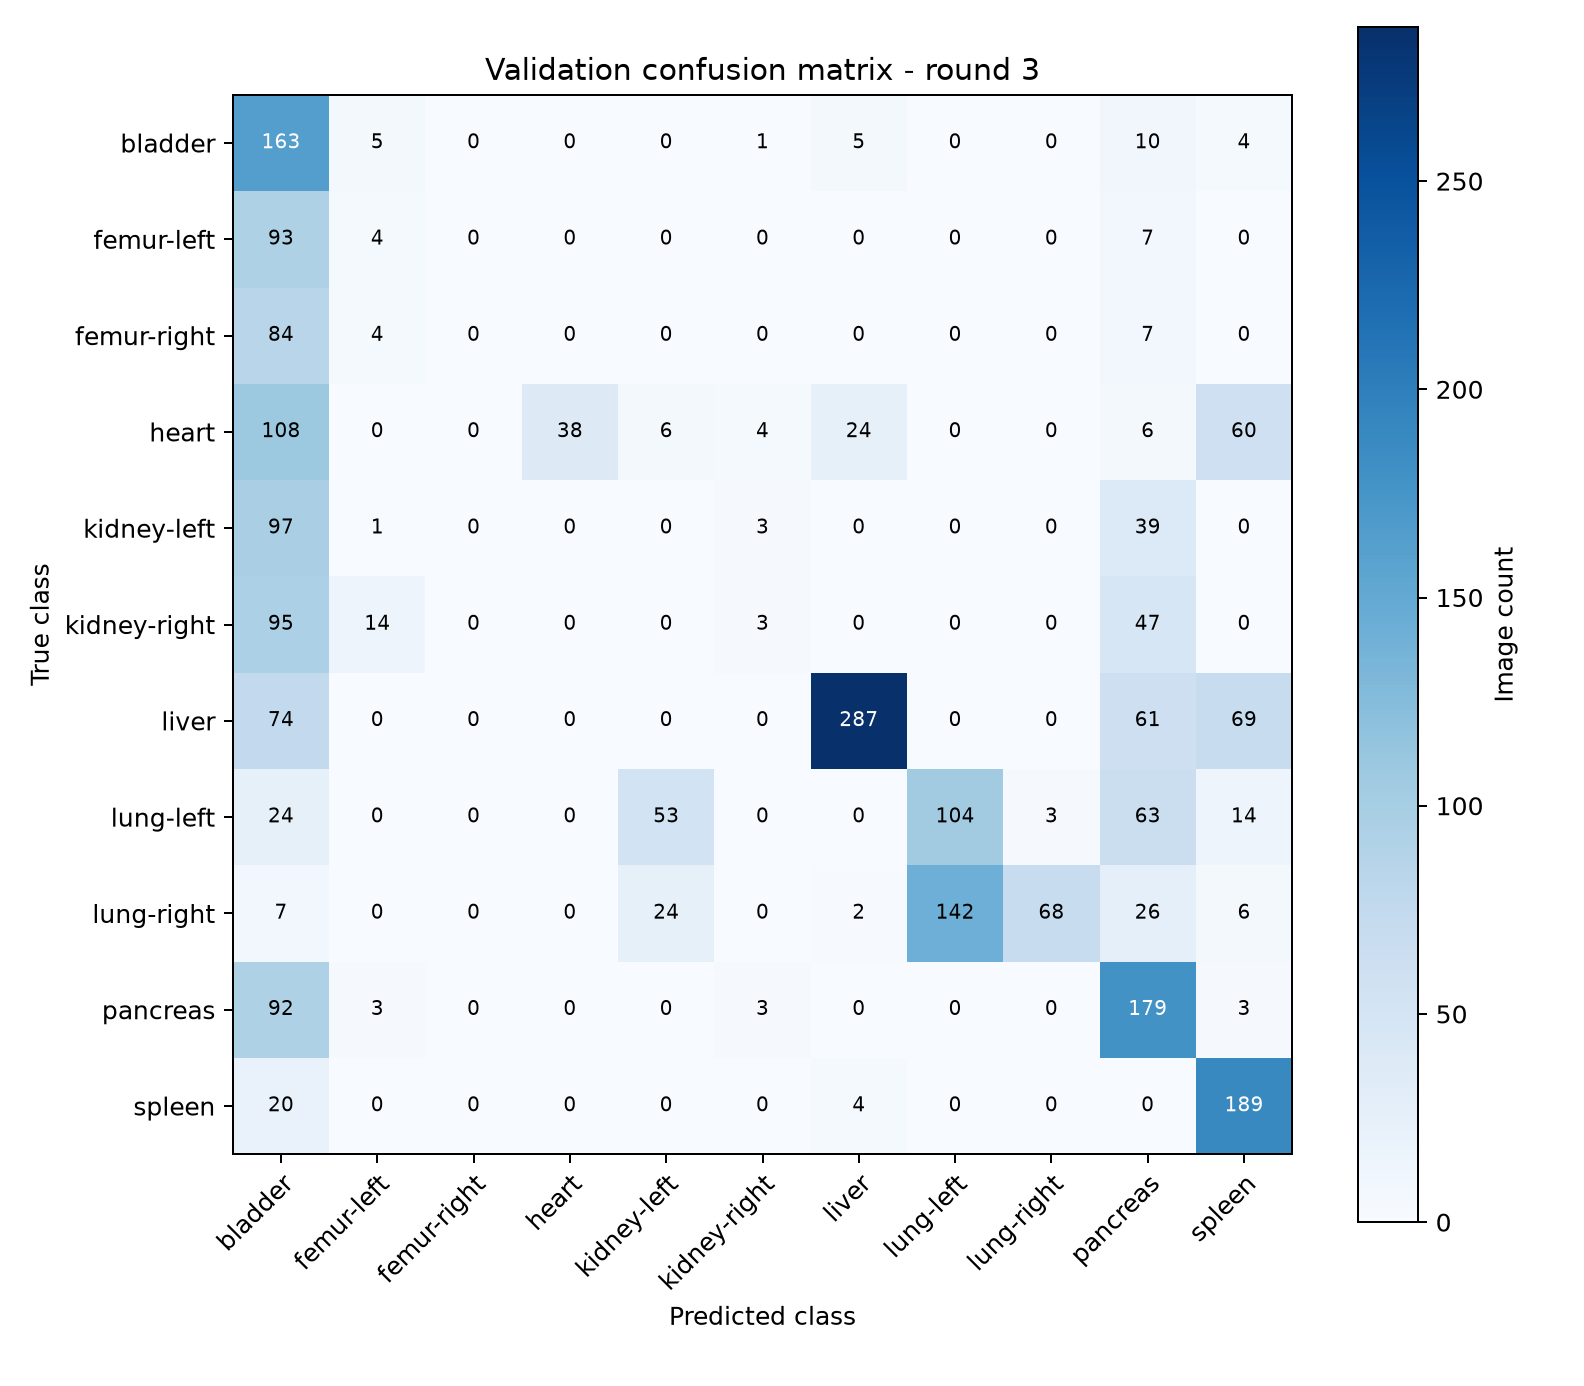 Validation confusion matrix - round 3
bladder 163 5 0 0 0 1 5 0 0 10 4
femur-left 93 4 0 0 0 0 0 0 0 7 0
femur-right 84 4 0 0 0 0 0 0 0 7 0
heart 108 0 0 38 6 4 24 0 0 6 60
kidney-left 97 1 0 0 0 3 0 0 0 39 0
kidney-right 95 14 0 0 0 3 0 0 0 47 0
liver 74 0 0 0 0 0 287 0 0 61 69
lung-left 24 0 0 0 53 0 0 104 3 63 14
lung-right 7 0 0 0 24 0 2 142 68 26 6
pancreas 92 3 0 0 0 3 0 0 0 179 3
spleen 20 0 0 0 0 0 4 0 0 0 189
True class
bladder femur-left femur-right heart kidney-left kidney-right liver lung-left lung-right pancreas spleen
Predicted class
250
200
150
100
50
0
Image count